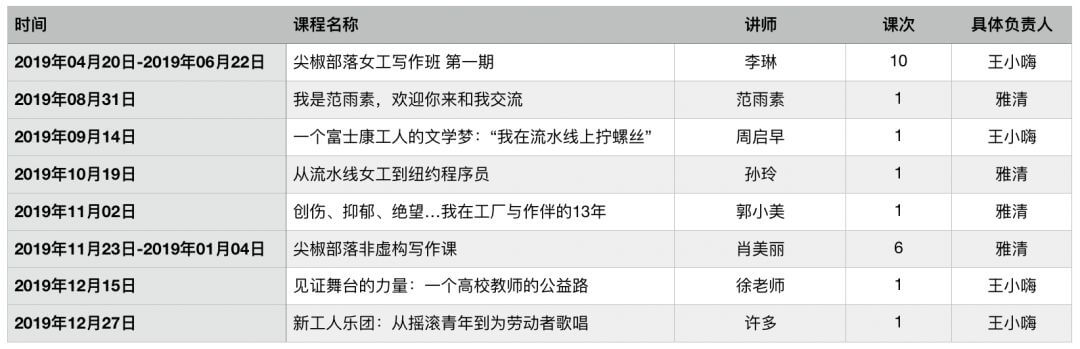 时间 课程名称 讲师 课次 具体负责人
2019年04月20日-2019年06月22日 尖椒部落女工写作班 第一期 李琳 10 王小嗨
2019年08月31日 我是范雨素，欢迎你来和我交流 范雨素 1 雅清
2019年09月14日 一个富士康工人的文学梦：“我在流水线上拧螺丝” 周启早 1 王小嗨
2019年10月19日 从流水线女工到纽约程序员 孙玲 1 雅清
2019年11月02日 创伤、抑郁、绝望…我在工厂与作伴的13年 郭小美 1 雅清
2019年11月23日-2019年01月04日 尖椒部落非虚构写作课 肖美丽 6 雅清
2019年12月15日 见证舞台的力量：一个高校教师的公益路 徐老师 1 王小嗨
2019年12月27日 新工人乐团：从摇滚青年到为劳动者歌唱 许多 1 王小嗨